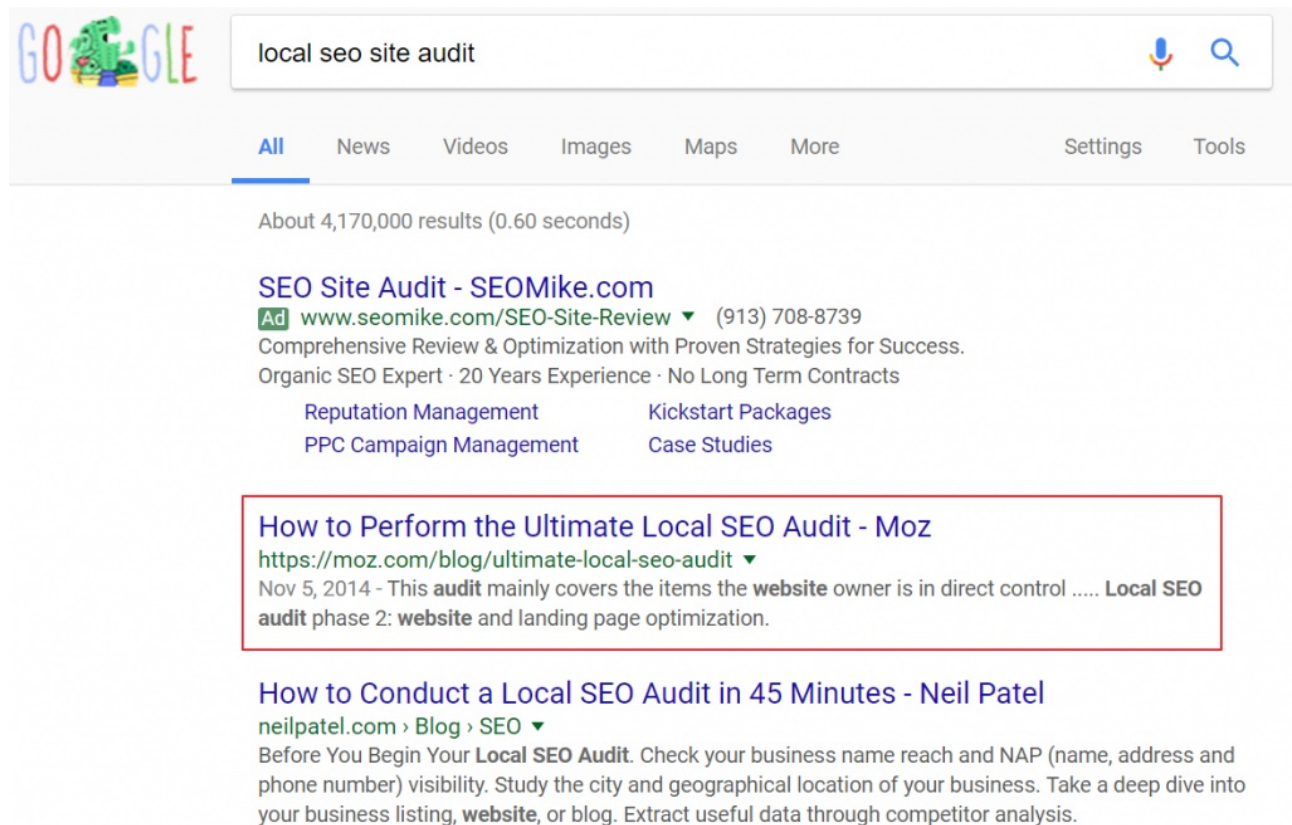 GOOGLE
local seo site audit
All News Videos Images Maps More Settings Tools
About 4,170,000 results (0.60 seconds)
SEO Site Audit - SEOMike.com
Ad www.seomike.com/SEO-Site-Review ▼ (913) 708-8739
Comprehensive Review & Optimization with Proven Strategies for Success.
Organic SEO Expert · 20 Years Experience · No Long Term Contracts
Reputation Management Kickstart Packages
PPC Campaign Management Case Studies
How to Perform the Ultimate Local SEO Audit - Moz
https://moz.com/blog/ultimate-local-seo-audit ▼
Nov 5, 2014 - This audit mainly covers the items the website owner is in direct control ..... Local SEO
audit phase 2: website and landing page optimization.
How to Conduct a Local SEO Audit in 45 Minutes - Neil Patel
neilpatel.com › Blog › SEO ▼
Before You Begin Your Local SEO Audit. Check your business name reach and NAP (name, address and
phone number) visibility. Study the city and geographical location of your business. Take a deep dive into
your business listing, website, or blog. Extract useful data through competitor analysis.